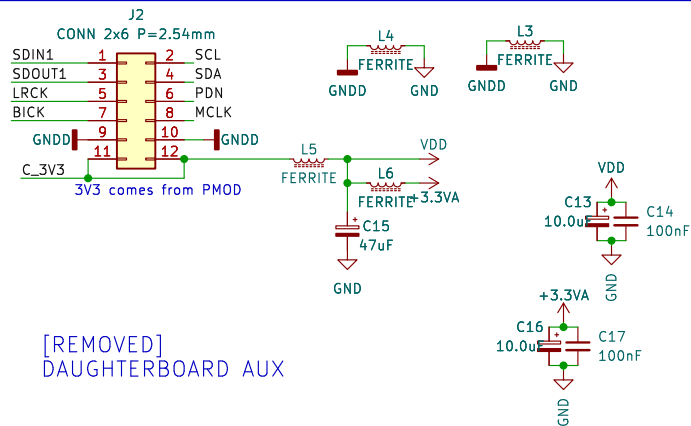 J2
CONN 2x6 P=2.54mm
SDIN1 1 2 SCL
SDOUT1 3 4 SDA
LRCK 5 6 PDN
BICK 7 8 MCLK
GNDD 9 10 GNDD
11 12
C_3V3
3V3 comes from PMOD
L4
FERRITE
GNDD GND
L3
FERRITE
GNDD GND
L5
FERRITE
VDD
L6
FERRITE
+3.3VA
+
C15
47uF
GND
VDD
C13 + C14
10.0uF 100nF
GND
+3.3VA
C16 + C17
10.0uF 100nF
GND
[REMOVED]
DAUGHTERBOARD AUX